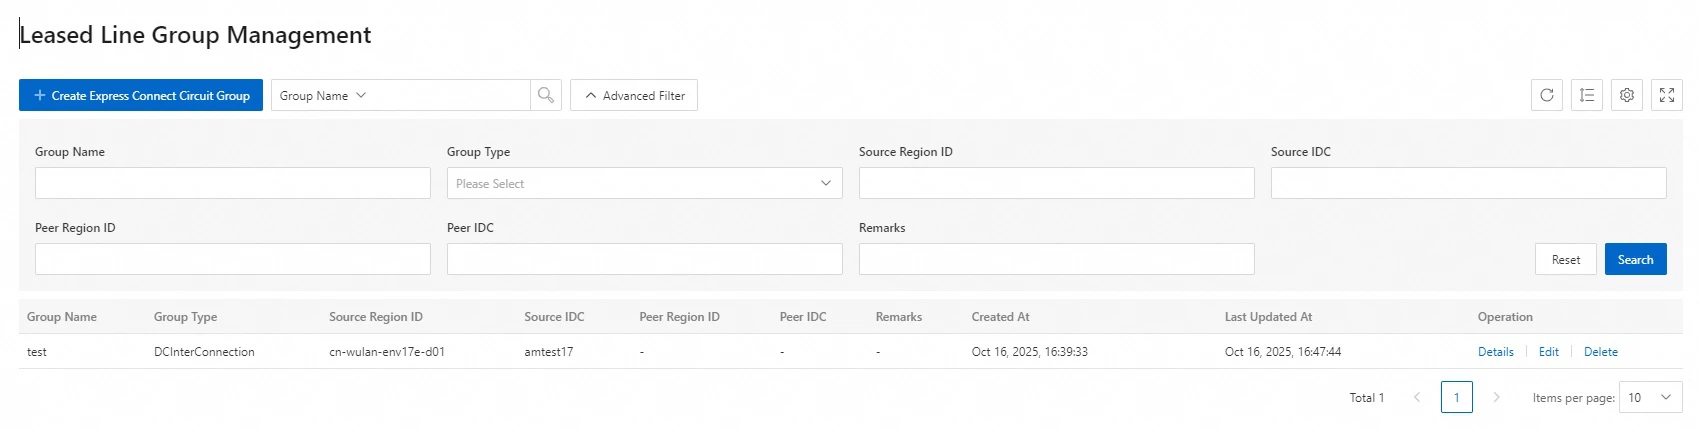 Leased Line Group Management
Create Express Connect Circuit Group Group Name Advanced Filter
Group Name Group Type Source Region ID Source IDC
Please Select
Peer Region ID Peer IDC Remarks
Reset Search
Group Name Group Type Source Region ID Source IDC Peer Region ID Peer IDC Remarks Created At Last Updated At Operation
test DCInterConnection cn-wulan-env17e-d01 amtest17 - - - Oct 16, 2025, 16:39:33 Oct 16, 2025, 16:47:44 Details Edit Delete
Total 1 1 Items per page: 10